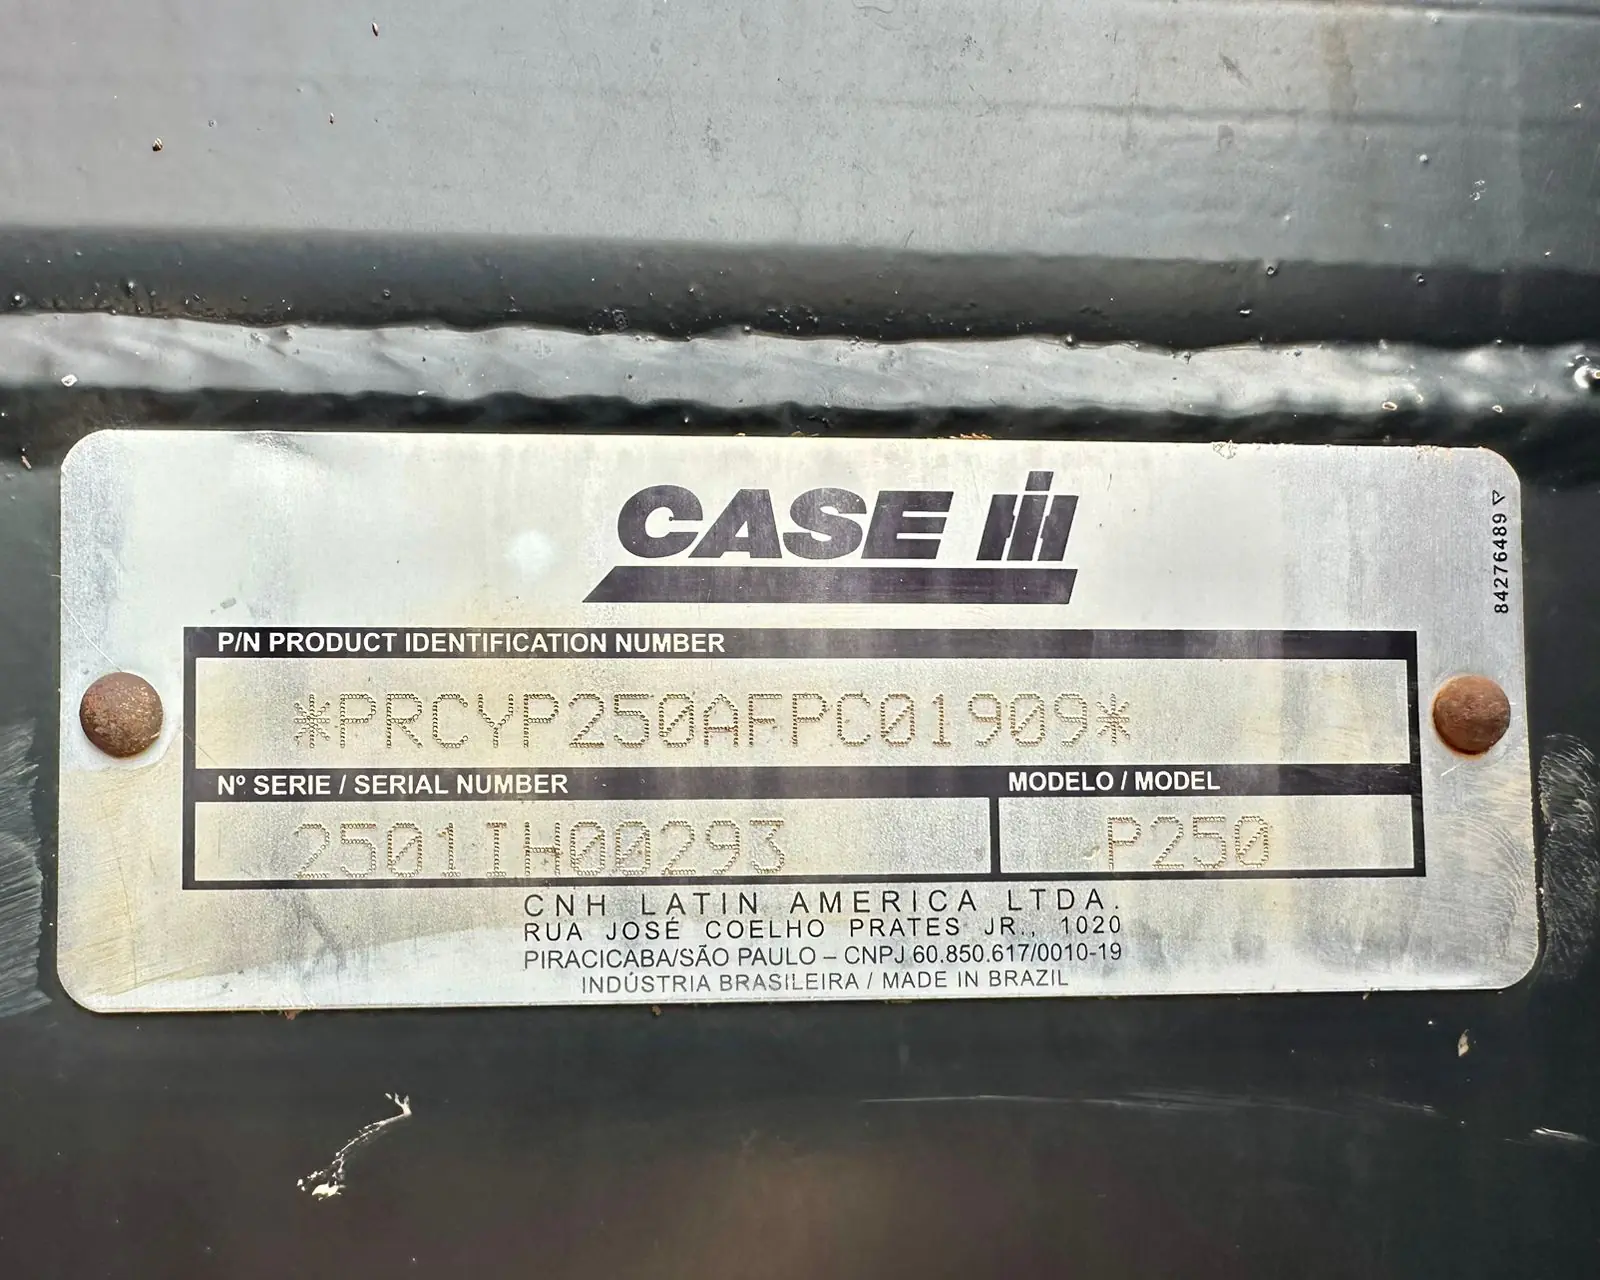 CASE IH
84276489
P/N PRODUCT IDENTIFICATION NUMBER
*PRCYP250AFPC01909*
Nº SERIE / SERIAL NUMBER
MODELO / MODEL
2501IH00293
P250
CNH LATIN AMERICA LTDA.
RUA JOSÉ COELHO PRATES JR., 1020
PIRACICABA/SÃO PAULO – CNPJ 60.850.617/0010-19
INDÚSTRIA BRASILEIRA / MADE IN BRAZIL